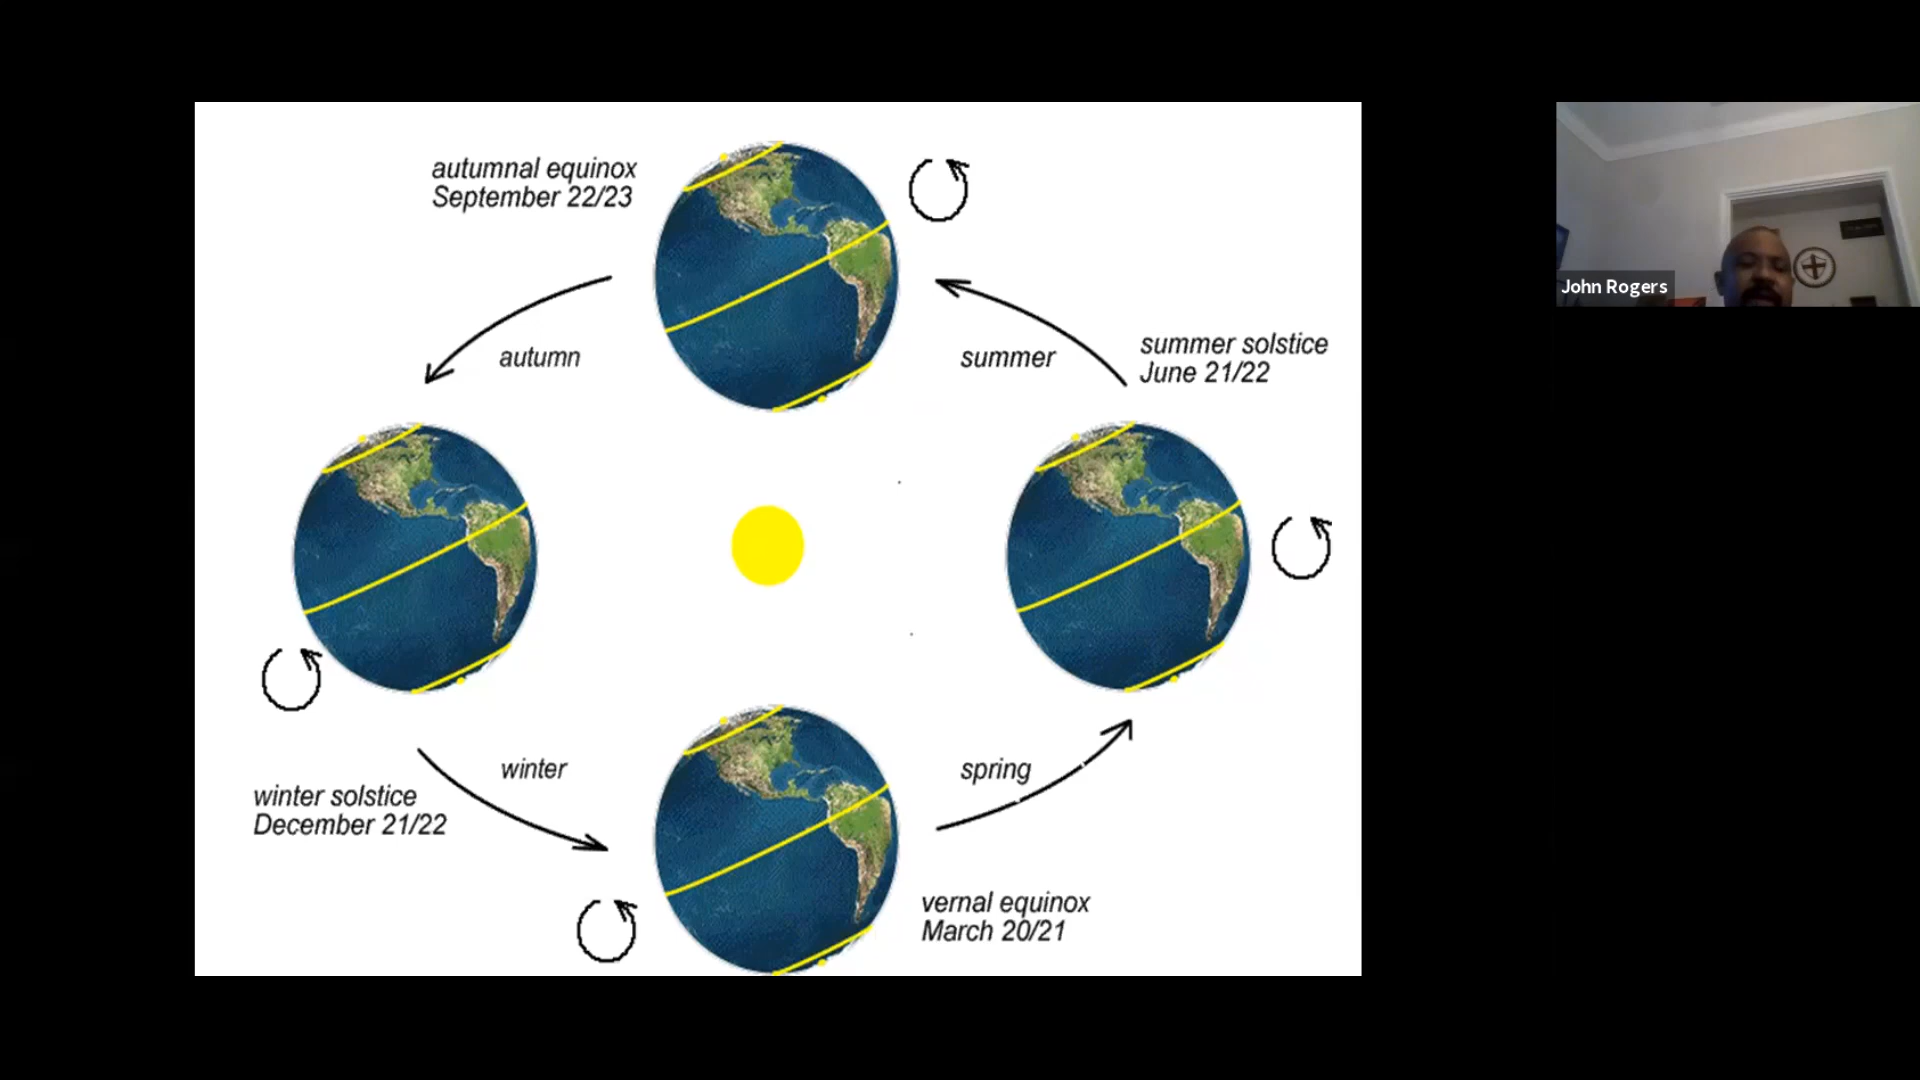 autumnal equinox
September 22/23
autumn
summer
summer solstice
June 21/22
winter
winter solstice
December 21/22
spring
vernal equinox
March 20/21
John Rogers